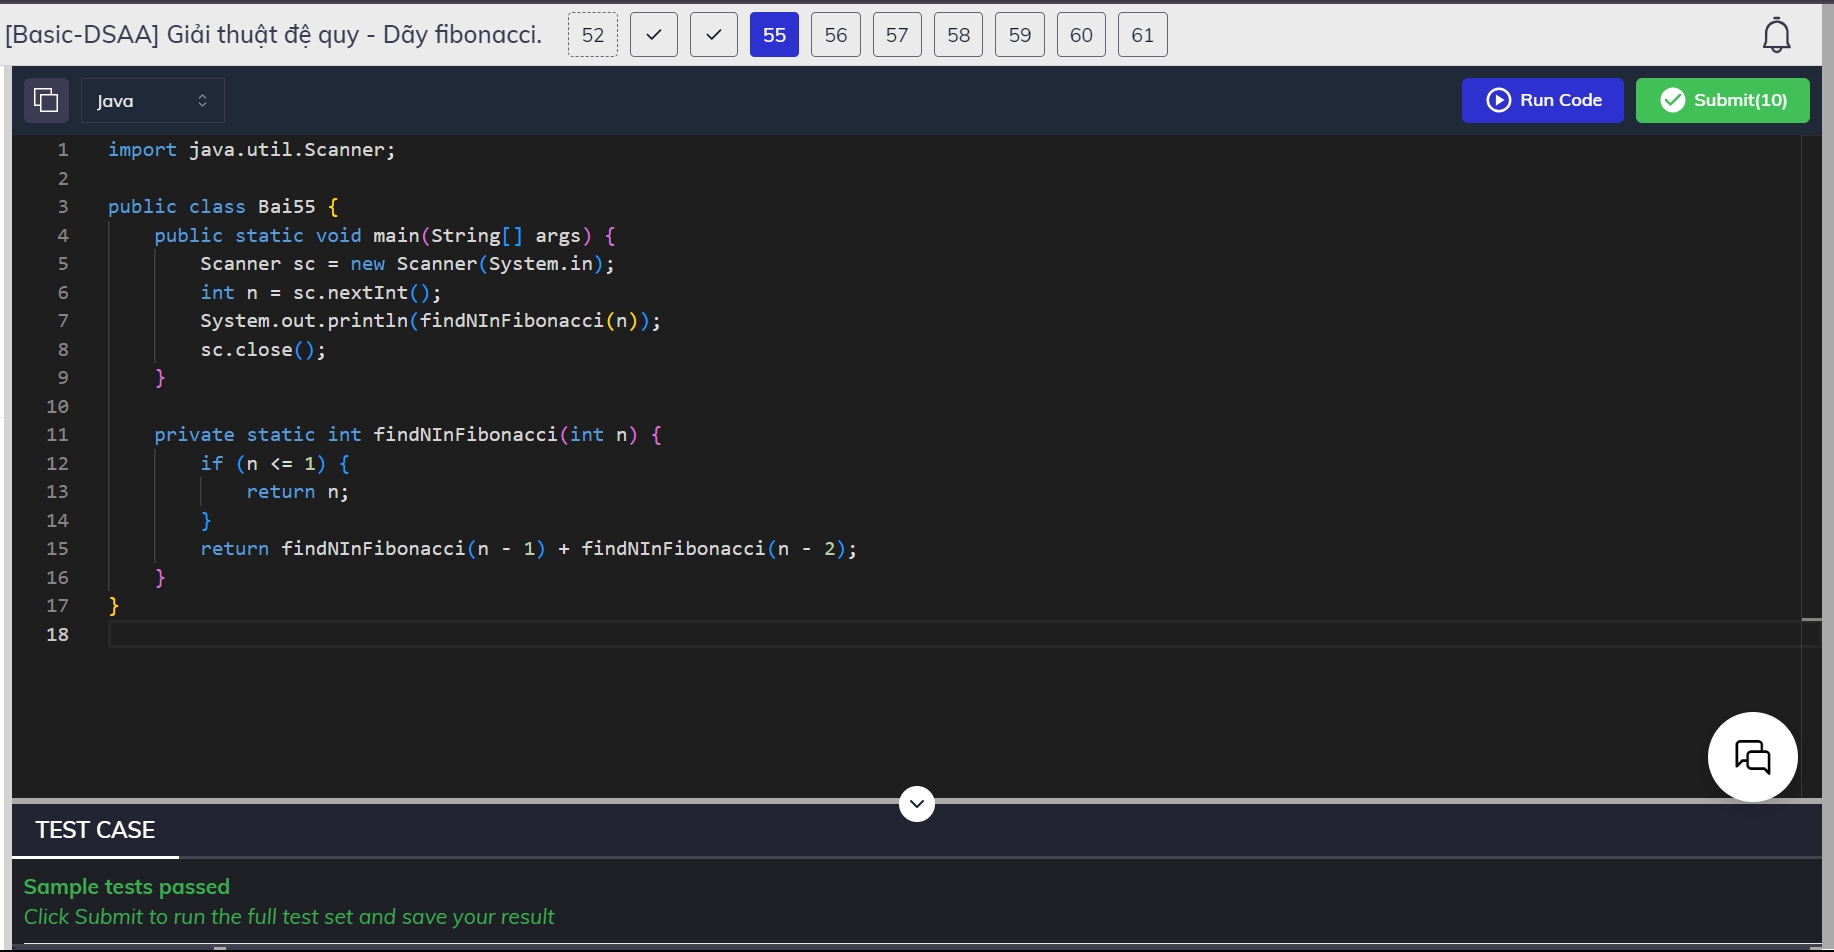 [Basic-DSAA] Giải thuật đệ quy - Dãy fibonacci. 52 55 56 57 58 59 60 61
Java Run Code Submit(10)
1 import java.util.Scanner;
2
3 public class Bai55 {
4 public static void main(String[] args) {
5 Scanner sc = new Scanner(System.in);
6 int n = sc.nextInt();
7 System.out.println(findNInFibonacci(n));
8 sc.close();
9 }
10
11 private static int findNInFibonacci(int n) {
12 if (n <= 1) {
13 return n;
14 }
15 return findNInFibonacci(n - 1) + findNInFibonacci(n - 2);
16 }
17 }
18
TEST CASE
Sample tests passed
Click Submit to run the full test set and save your result